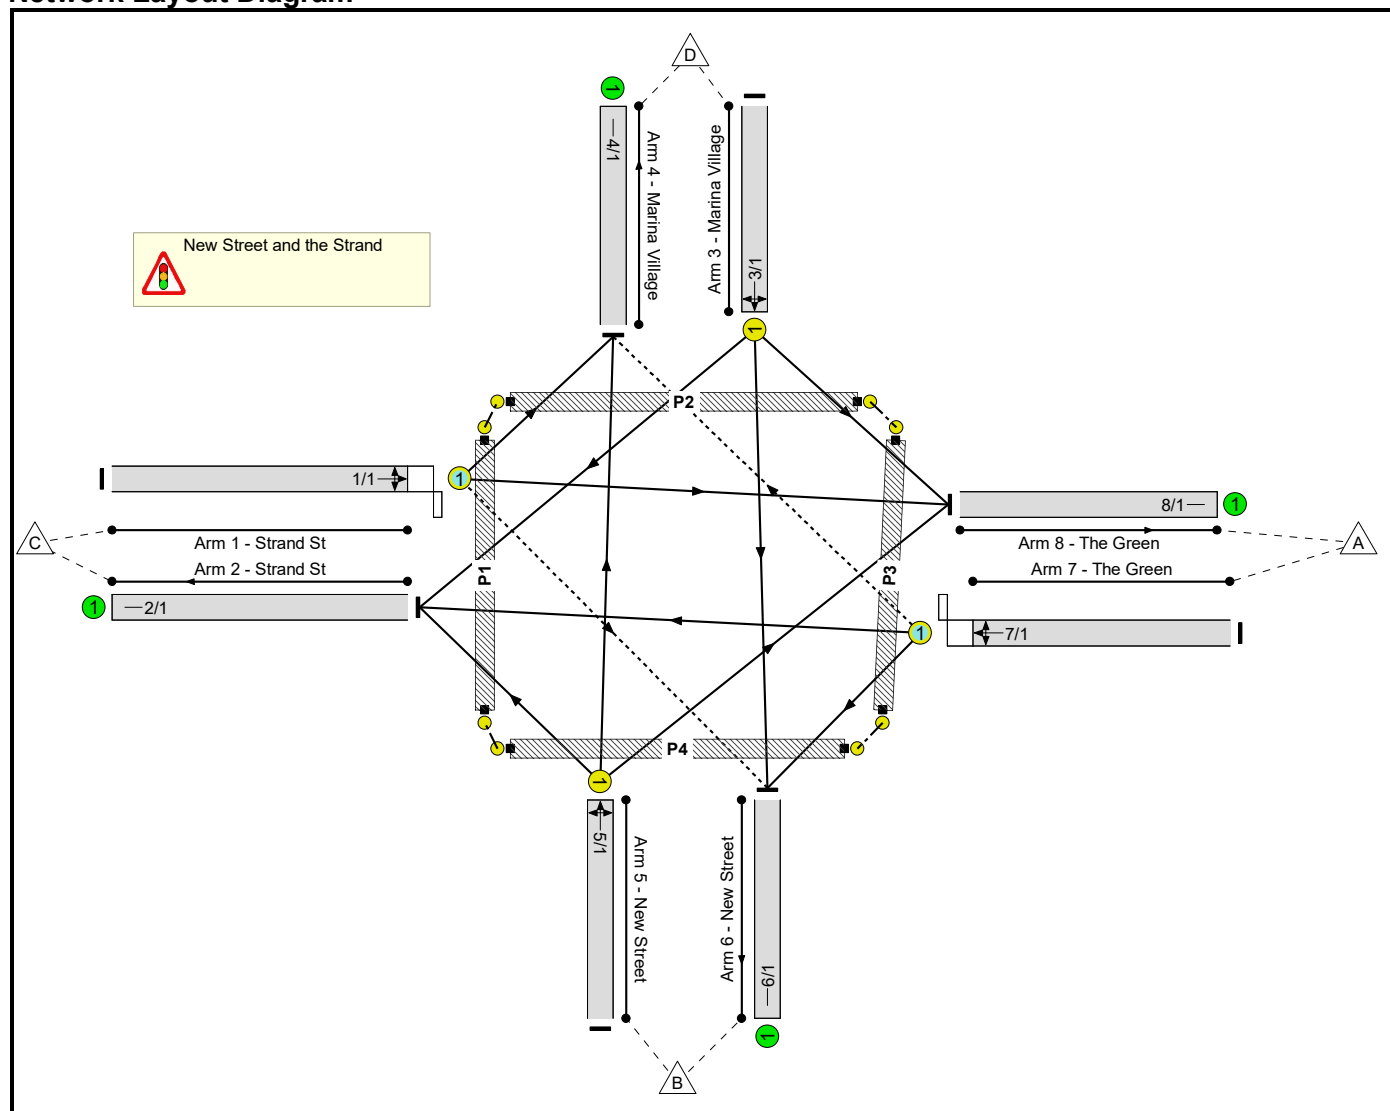 Network Layout Diagram
D
1
4/1
Arm 4 - Marina Village
Arm 3 - Marina Village
3/1
1
New Street and the Strand
P2
1/1
1
8/1
1
C
Arm 1 - Strand St
Arm 2 - Strand St
P1
P3
Arm 8 - The Green
Arm 7 - The Green
A
1
2/1
1
7/1
P4
1
5/1
Arm 5 - New Street
Arm 6 - New Street
6/1
1
B